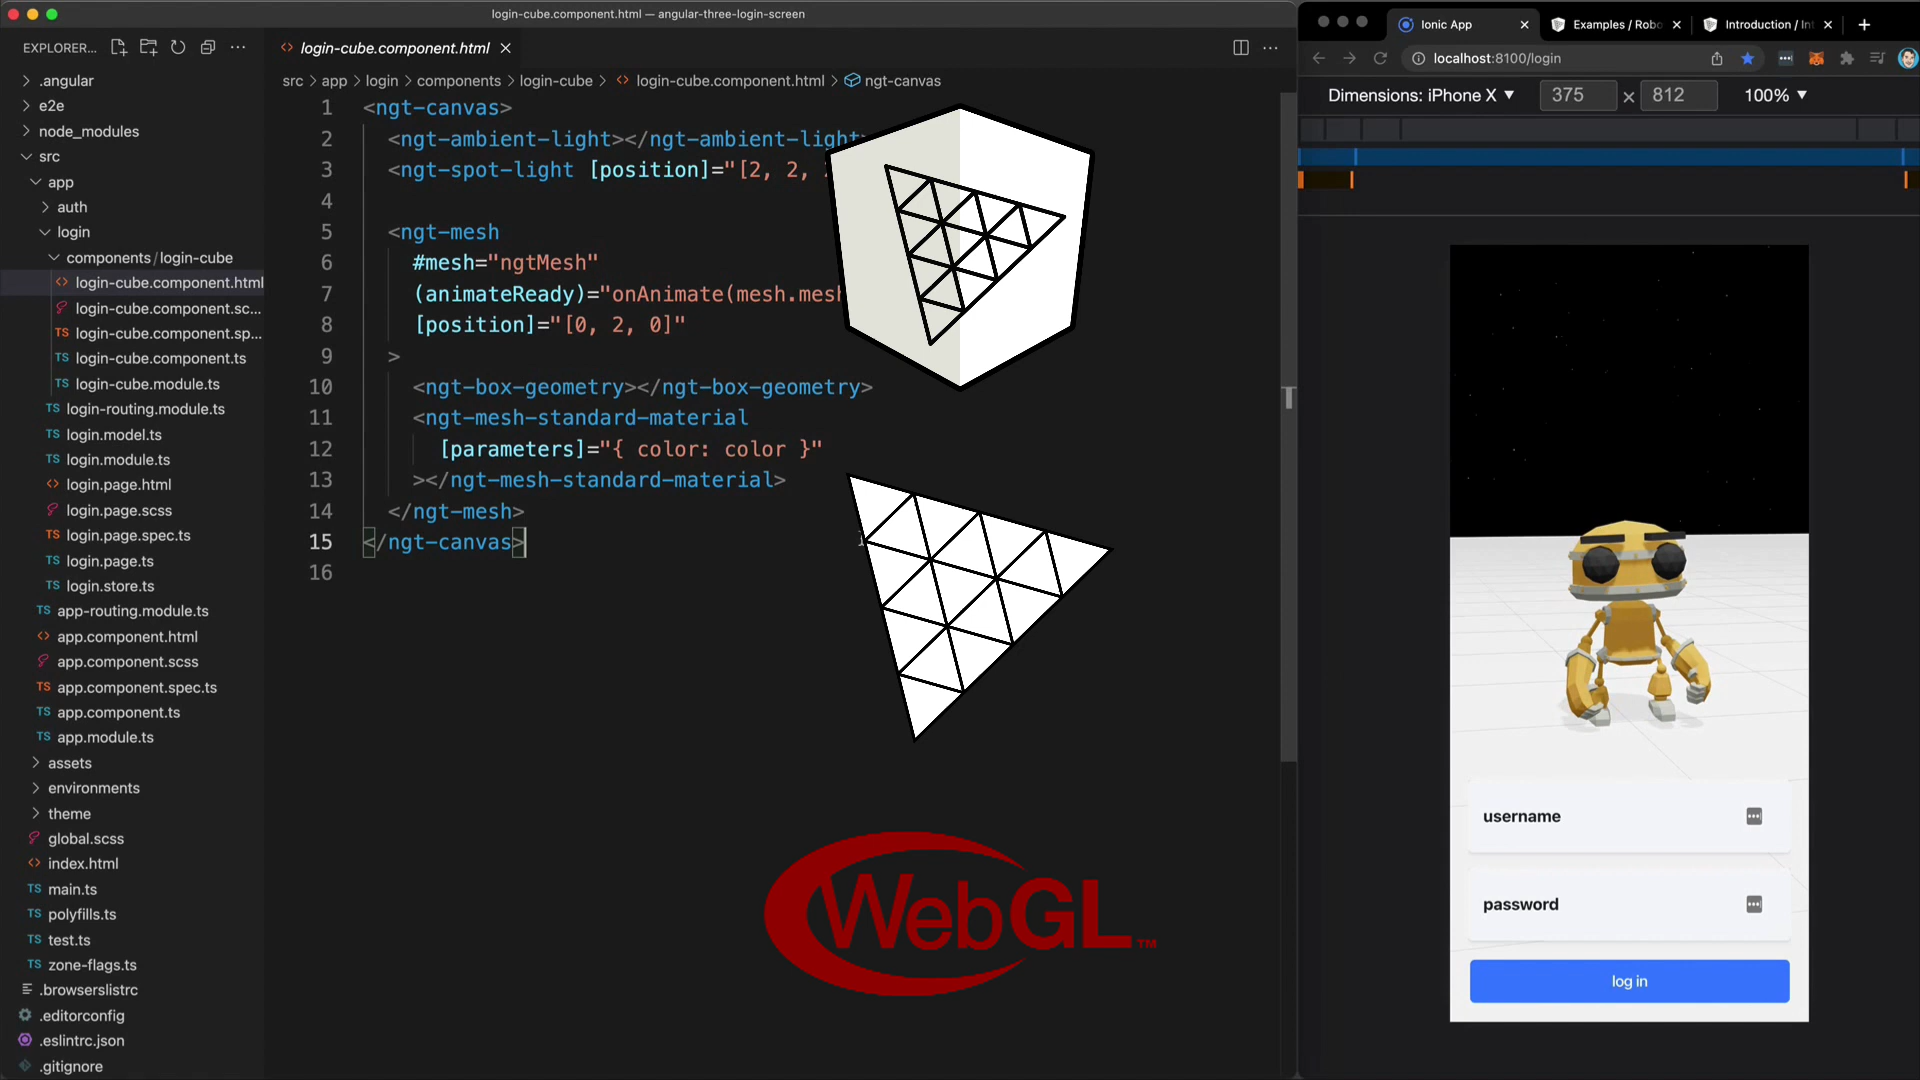 login-cube.component.html — angular-three-login-screen
EXPLORER...
.angular
e2e
node_modules
src
app
auth
login
components/login-cube
login-cube.component.html
login-cube.component.sc...
login-cube.component.sp...
login-cube.component.ts
login-cube.module.ts
login-routing.module.ts
login.model.ts
login.module.ts
login.page.html
login.page.scss
login.page.spec.ts
login.page.ts
login.store.ts
app-routing.module.ts
app.component.html
app.component.scss
app.component.spec.ts
app.component.ts
app.module.ts
assets
environments
theme
global.scss
index.html
main.ts
polyfills.ts
test.ts
zone-flags.ts
.browserslistrc
.editorconfig
.eslintrc.json
.gitignore
login-cube.component.html
src > app > login > components > login-cube > login-cube.component.html > ngt-canvas
1 <ngt-canvas>
2 <ngt-ambient-light></ngt-ambient-light>
3 <ngt-spot-light [position]="[2, 2,
4
5 <ngt-mesh
6 #mesh="ngtMesh"
7 (animateReady)="onAnimate(mesh.mesh
8 [position]="[0, 2, 0]"
9 >
10 <ngt-box-geometry></ngt-box-geometry>
11 <ngt-mesh-standard-material
12 [parameters]="{ color: color }"
13 ></ngt-mesh-standard-material>
14 </ngt-mesh>
15 </ngt-canvas>
16
WebGL™
Ionic App
Examples / Robo
Introduction / In
localhost:8100/login
Dimensions: iPhone X ▼ 375 × 812 100% ▼
username
password
log in